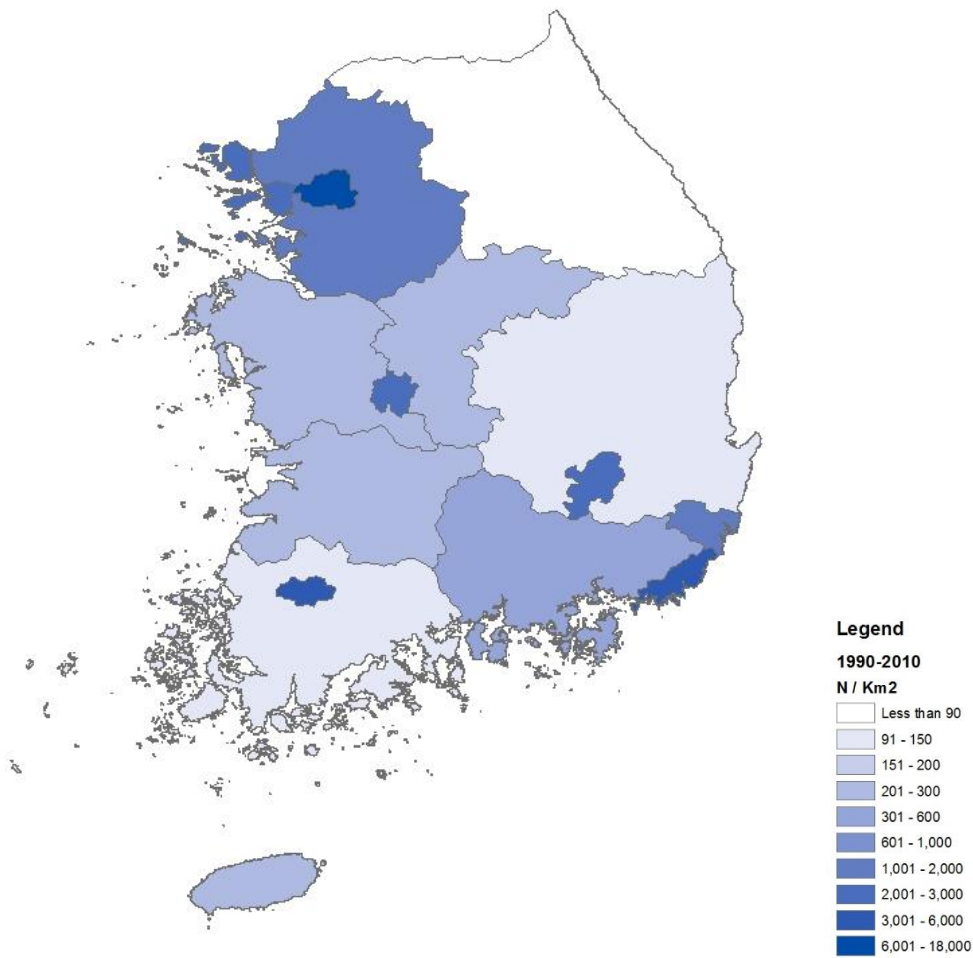 Legend
1990-2010
N / Km2
Less than 90
91 - 150
151 - 200
201 - 300
301 - 600
601 - 1,000
1,001 - 2,000
2,001 - 3,000
3,001 - 6,000
6,001 - 18,000